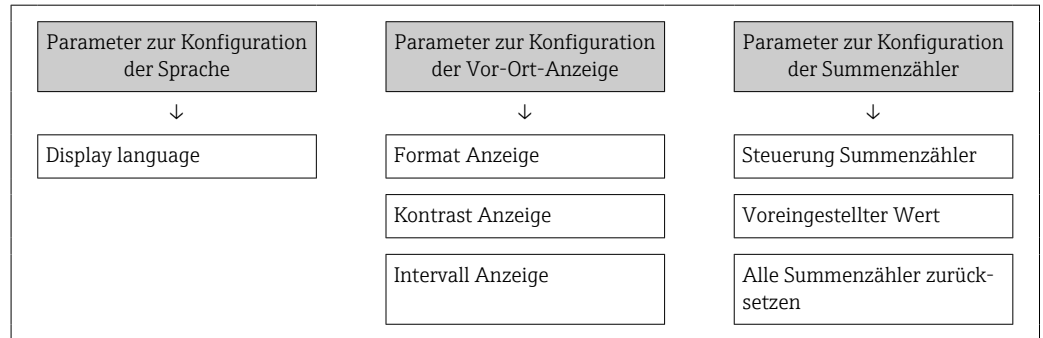 Parameter zur Konfiguration
der Sprache
↓
Display language
Parameter zur Konfiguration
der Vor-Ort-Anzeige
↓
Format Anzeige
Kontrast Anzeige
Intervall Anzeige
Parameter zur Konfiguration
der Summenzähler
↓
Steuerung Summenzähler
Voreingestellter Wert
Alle Summenzähler zurück-
setzen